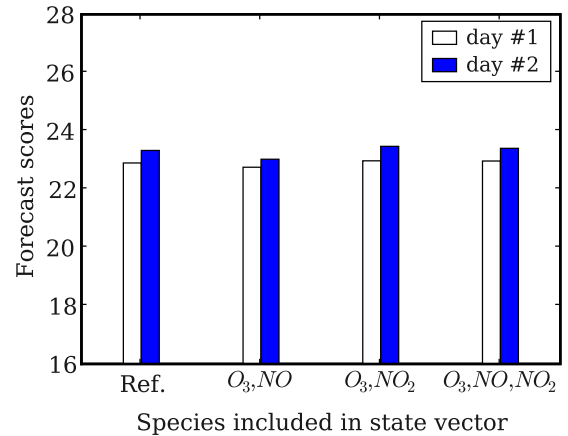 28
26
24
22
20
18
16
Forecast scores
day #1
day #2
Ref.
O₃,NO
O₃,NO₂
O₃,NO,NO₂
Species included in state vector